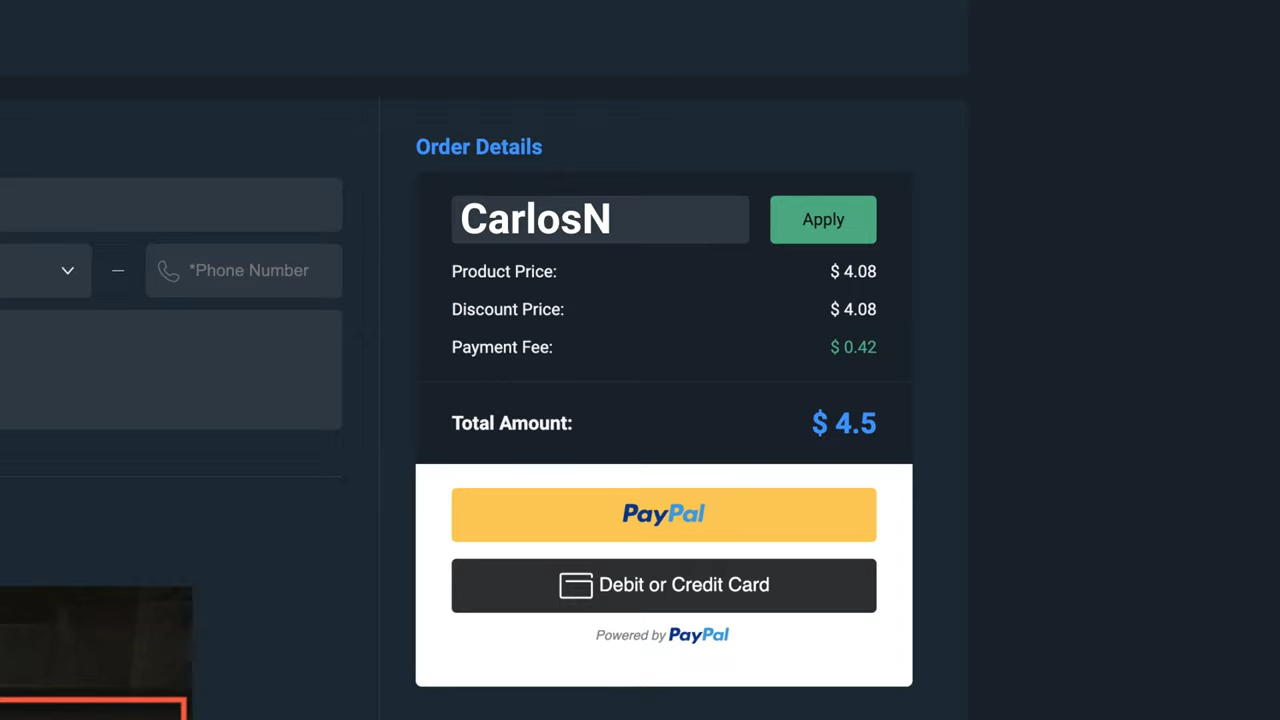 Order Details
CarlosN
Apply
Product Price: $ 4.08
Discount Price: $ 4.08
*Phone Number
Payment Fee: $ 0.42
Total Amount: $ 4.5
PayPal
Debit or Credit Card
Powered by PayPal